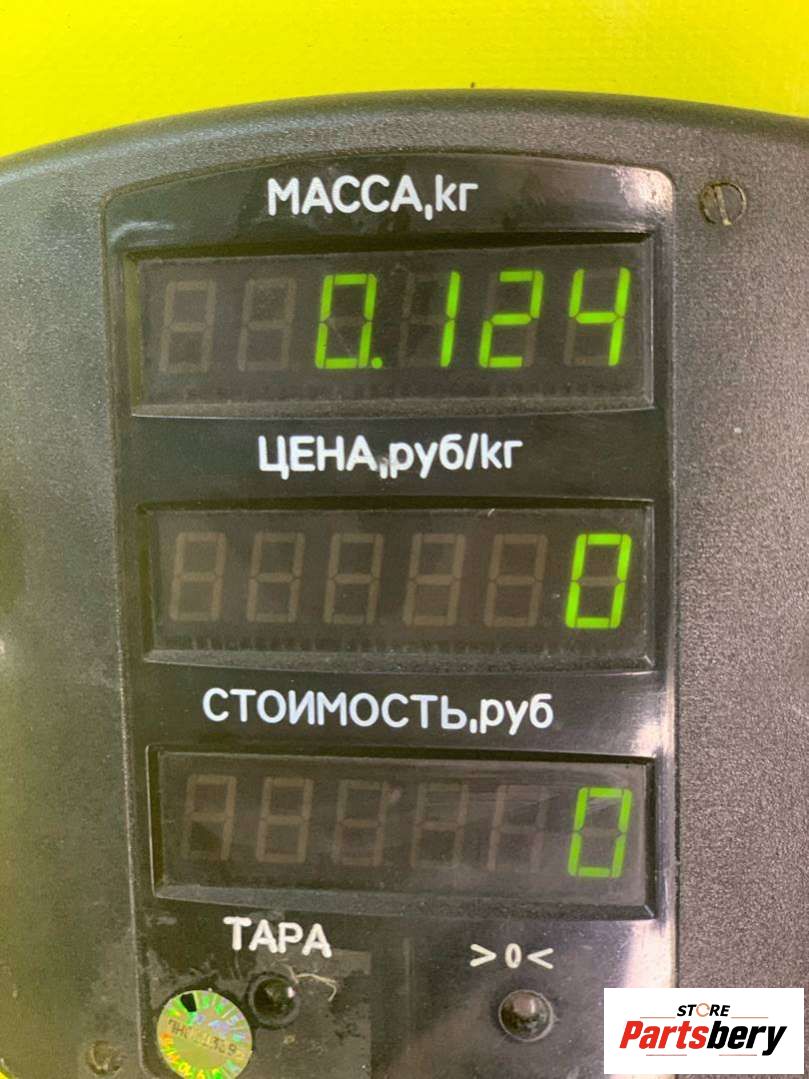 МАССА,кг
0.124
ЦЕНА,руб/кг
0
СТОИМОСТЬ,руб
0
ТАРА
>0<
STORE
Partsbery